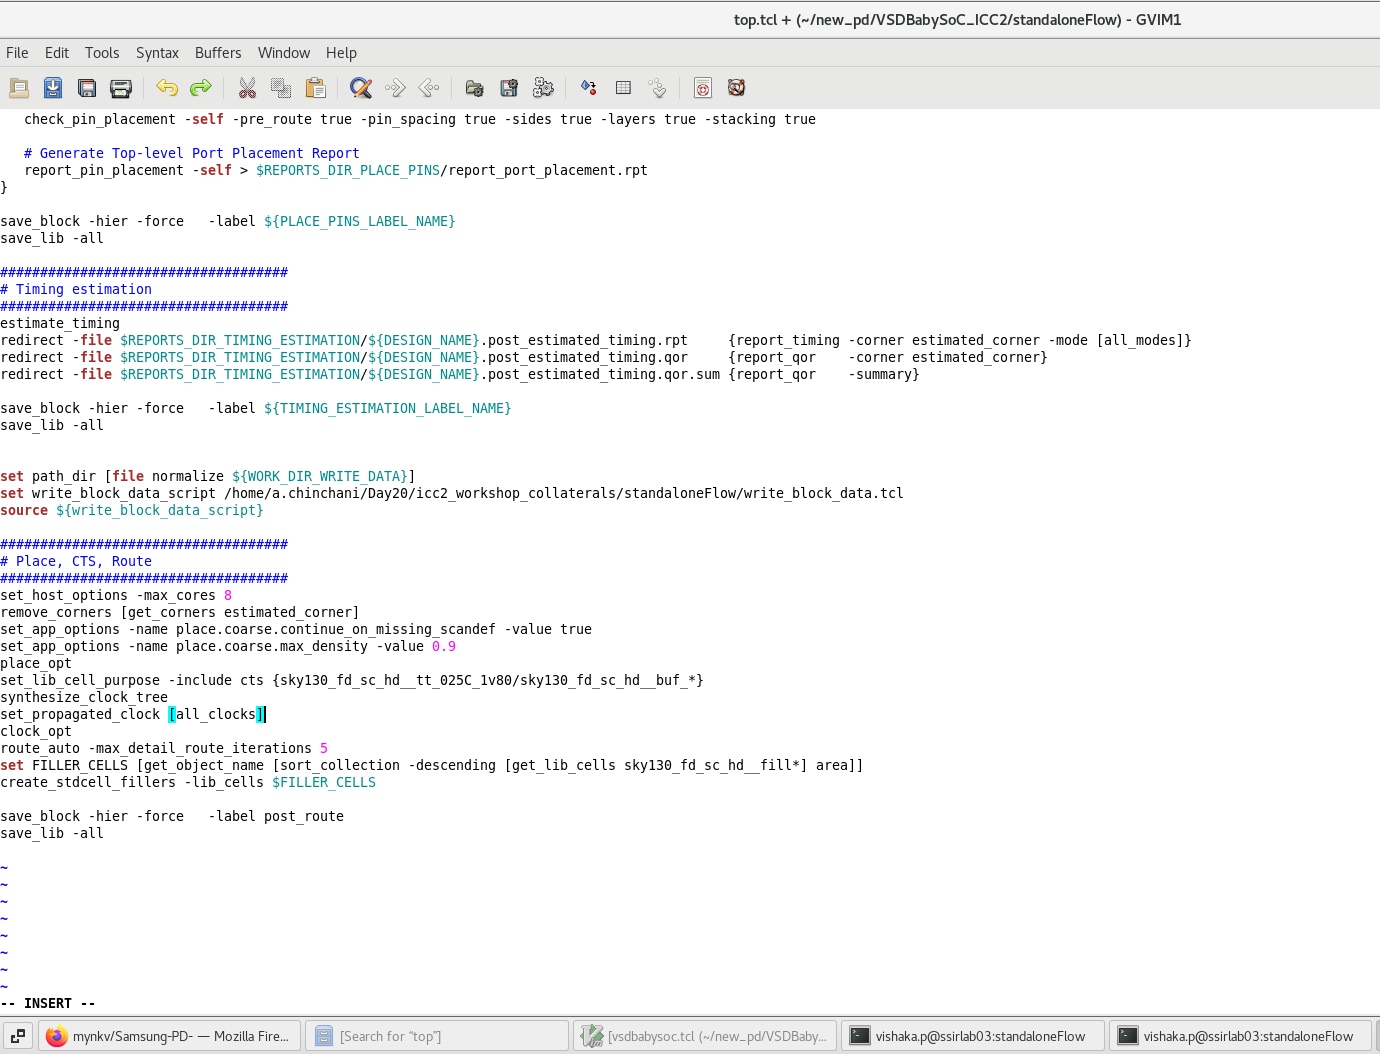 top.tcl + (~/new_pd/VSDBabySoC_ICC2/standaloneFlow) - GVIM1
File Edit Tools Syntax Buffers Window Help
   check_pin_placement -self -pre_route true -pin_spacing true -sides true -layers true -stacking true
   # Generate Top-level Port Placement Report
   report_pin_placement -self > $REPORTS_DIR_PLACE_PINS/report_port_placement.rpt
}
save_block -hier -force   -label ${PLACE_PINS_LABEL_NAME}
save_lib -all
####################################
# Timing estimation
####################################
estimate_timing
redirect -file $REPORTS_DIR_TIMING_ESTIMATION/${DESIGN_NAME}.post_estimated_timing.rpt     {report_timing -corner estimated_corner -mode [all_modes]}
redirect -file $REPORTS_DIR_TIMING_ESTIMATION/${DESIGN_NAME}.post_estimated_timing.qor     {report_qor    -corner estimated_corner}
redirect -file $REPORTS_DIR_TIMING_ESTIMATION/${DESIGN_NAME}.post_estimated_timing.qor.sum {report_qor    -summary}
save_block -hier -force   -label ${TIMING_ESTIMATION_LABEL_NAME}
save_lib -all
set path_dir [file normalize ${WORK_DIR_WRITE_DATA}]
set write_block_data_script /home/a.chinchani/Day20/icc2_workshop_collaterals/standaloneFlow/write_block_data.tcl
source ${write_block_data_script}
####################################
# Place, CTS, Route
####################################
set_host_options -max_cores 8
remove_corners [get_corners estimated_corner]
set_app_options -name place.coarse.continue_on_missing_scandef -value true
set_app_options -name place.coarse.max_density -value 0.9
place_opt
set_lib_cell_purpose -include cts {sky130_fd_sc_hd__tt_025C_1v80/sky130_fd_sc_hd__buf_*}
synthesize_clock_tree
set_propagated_clock [all_clocks]
clock_opt
route_auto -max_detail_route_iterations 5
set FILLER_CELLS [get_object_name [sort_collection -descending [get_lib_cells sky130_fd_sc_hd__fill*] area]]
create_stdcell_fillers -lib_cells $FILLER_CELLS
save_block -hier -force   -label post_route
save_lib -all
~
~
~
~
~
~
~
~
-- INSERT --
mynkv/Samsung-PD- — Mozilla Fire... [Search for “top”] [vsdbabysoc.tcl (~/new_pd/VSDBaby... vishaka.p@ssirlab03:standaloneFlow vishaka.p@ssirlab03:standaloneFlow